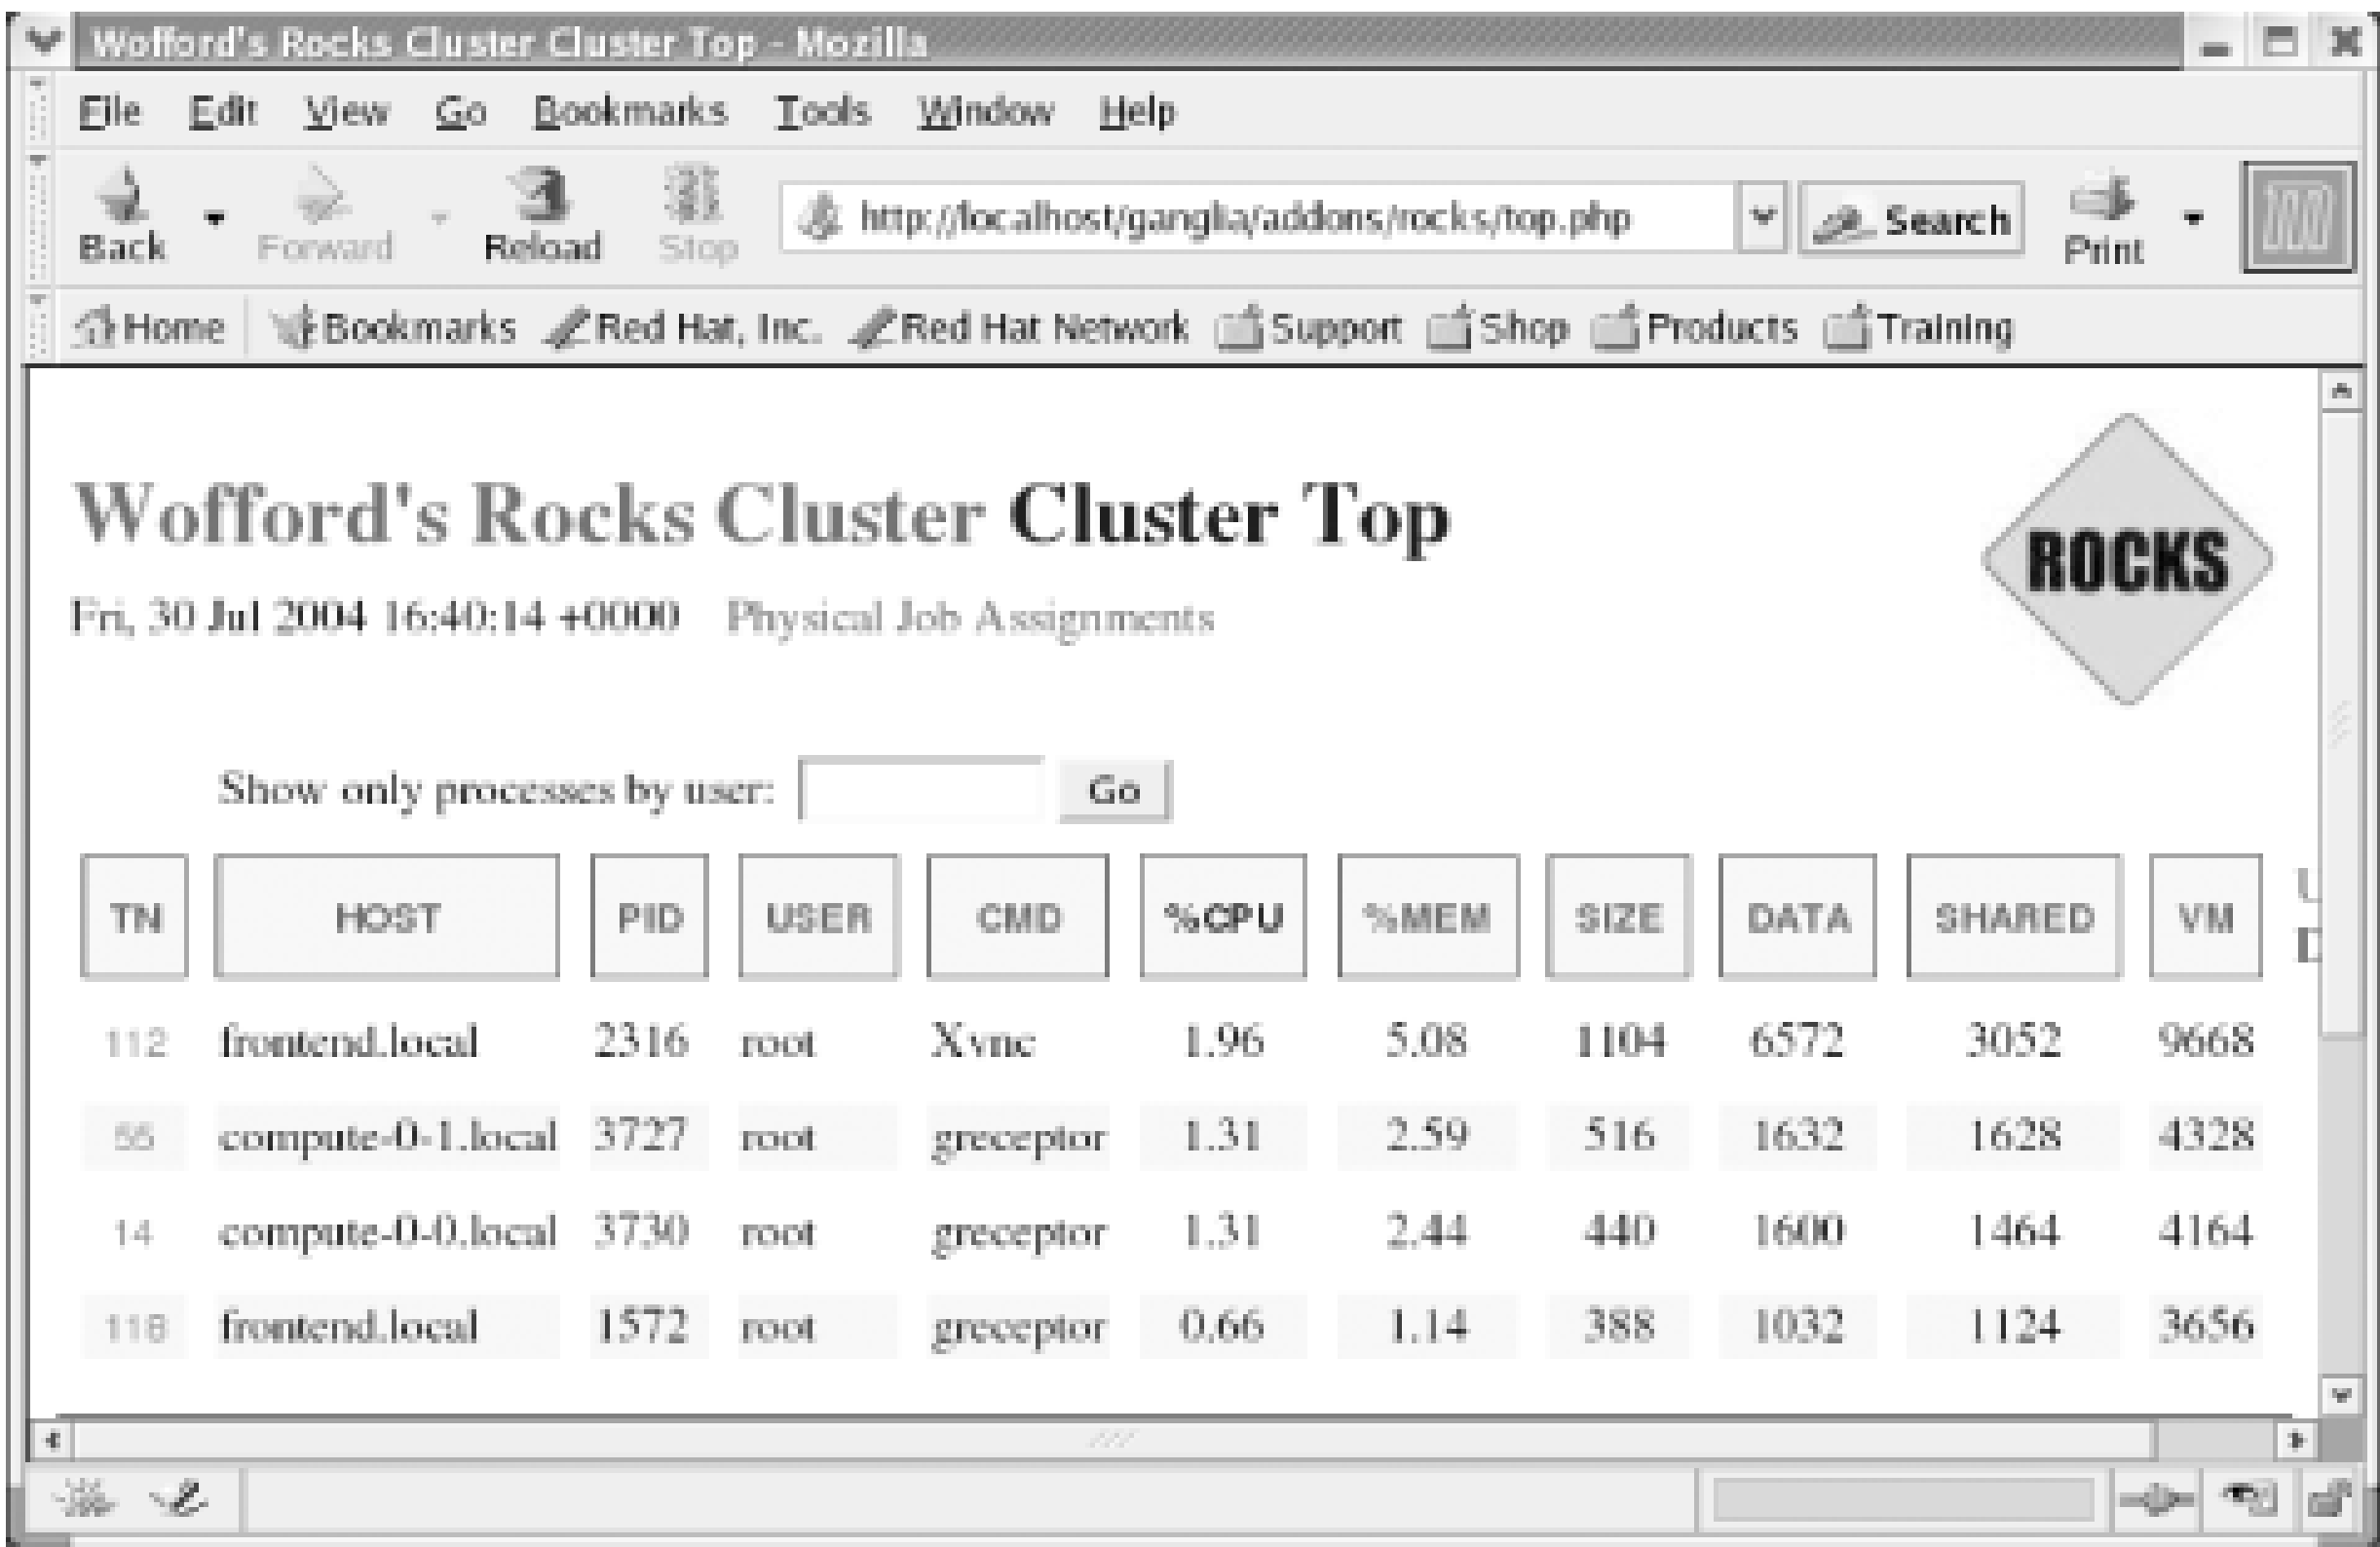 Wofford's Rocks Cluster Cluster Top - Mozilla
File Edit View Go Bookmarks Tools Window Help
Back Forward Reload Stop http://localhost/ganglia/addons/rocks/top.php Search Print
Home Bookmarks Red Hat, Inc. Red Hat Network Support Shop Products Training
Wofford's Rocks Cluster Cluster Top
ROCKS
Fri, 30 Jul 2004 16:40:14 +0000 Physical Job Assignments
Show only processes by user: Go
TN HOST PID USER CMD %CPU %MEM SIZE DATA SHARED VM
112 frontend.local 2316 root Xvnc 1.96 5.08 1104 6572 3052 9668
55 compute-0-1.local 3727 root greceptor 1.31 2.59 516 1632 1628 4328
14 compute-0-0.local 3730 root greceptor 1.31 2.44 440 1600 1464 4164
frontend.local 1572 root greceptor 0.66 1.14 388 1032 1124 3656